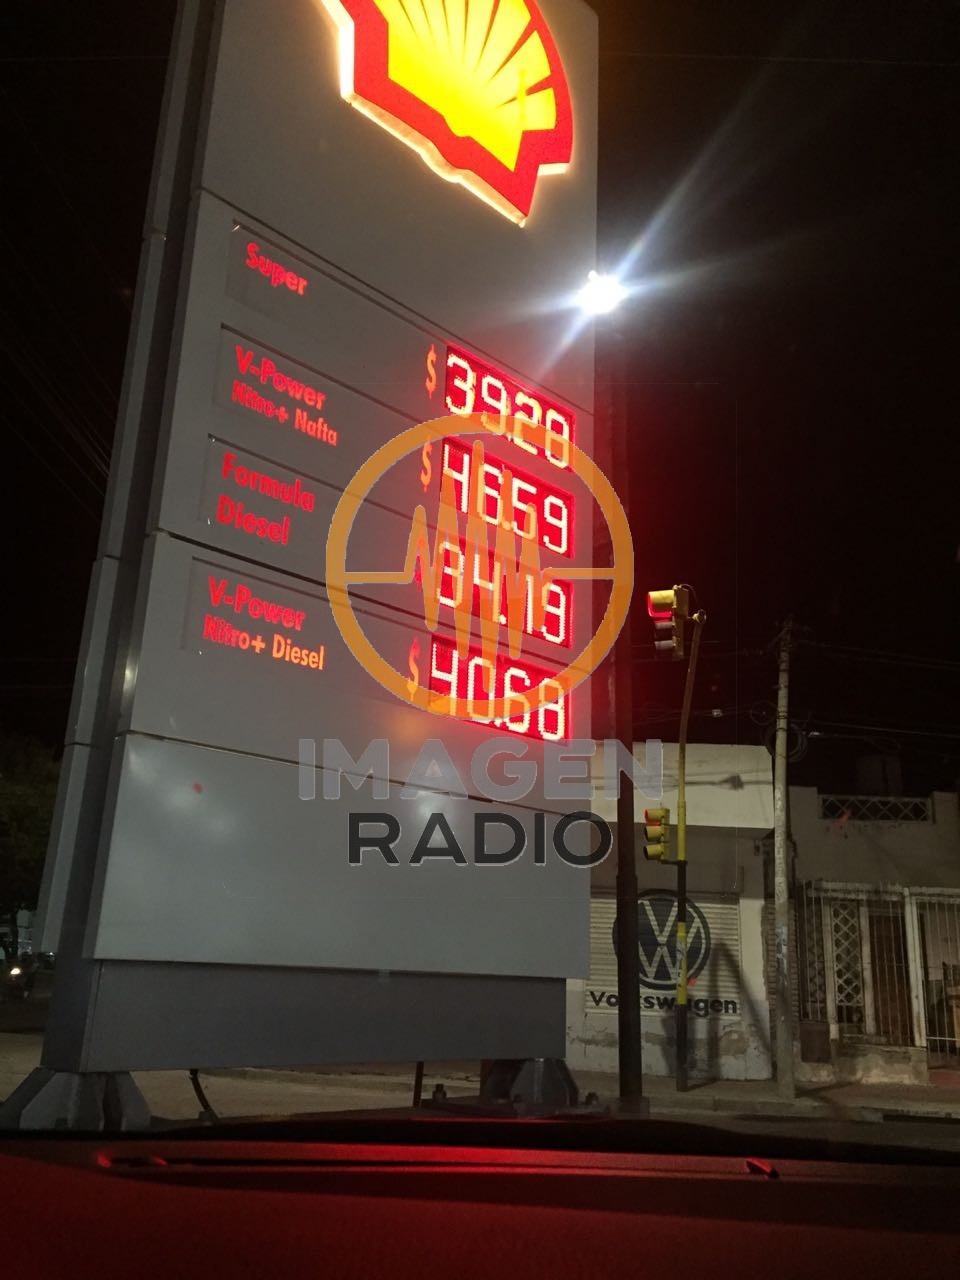 Super
$ 39.28
V-Power
Nitro+ Nafta
$ 46.59
Formula
Diesel
34.19
V-Power
Nitro+ Diesel
$ 40.68
IMAGEN
RADIO
Volkswagen